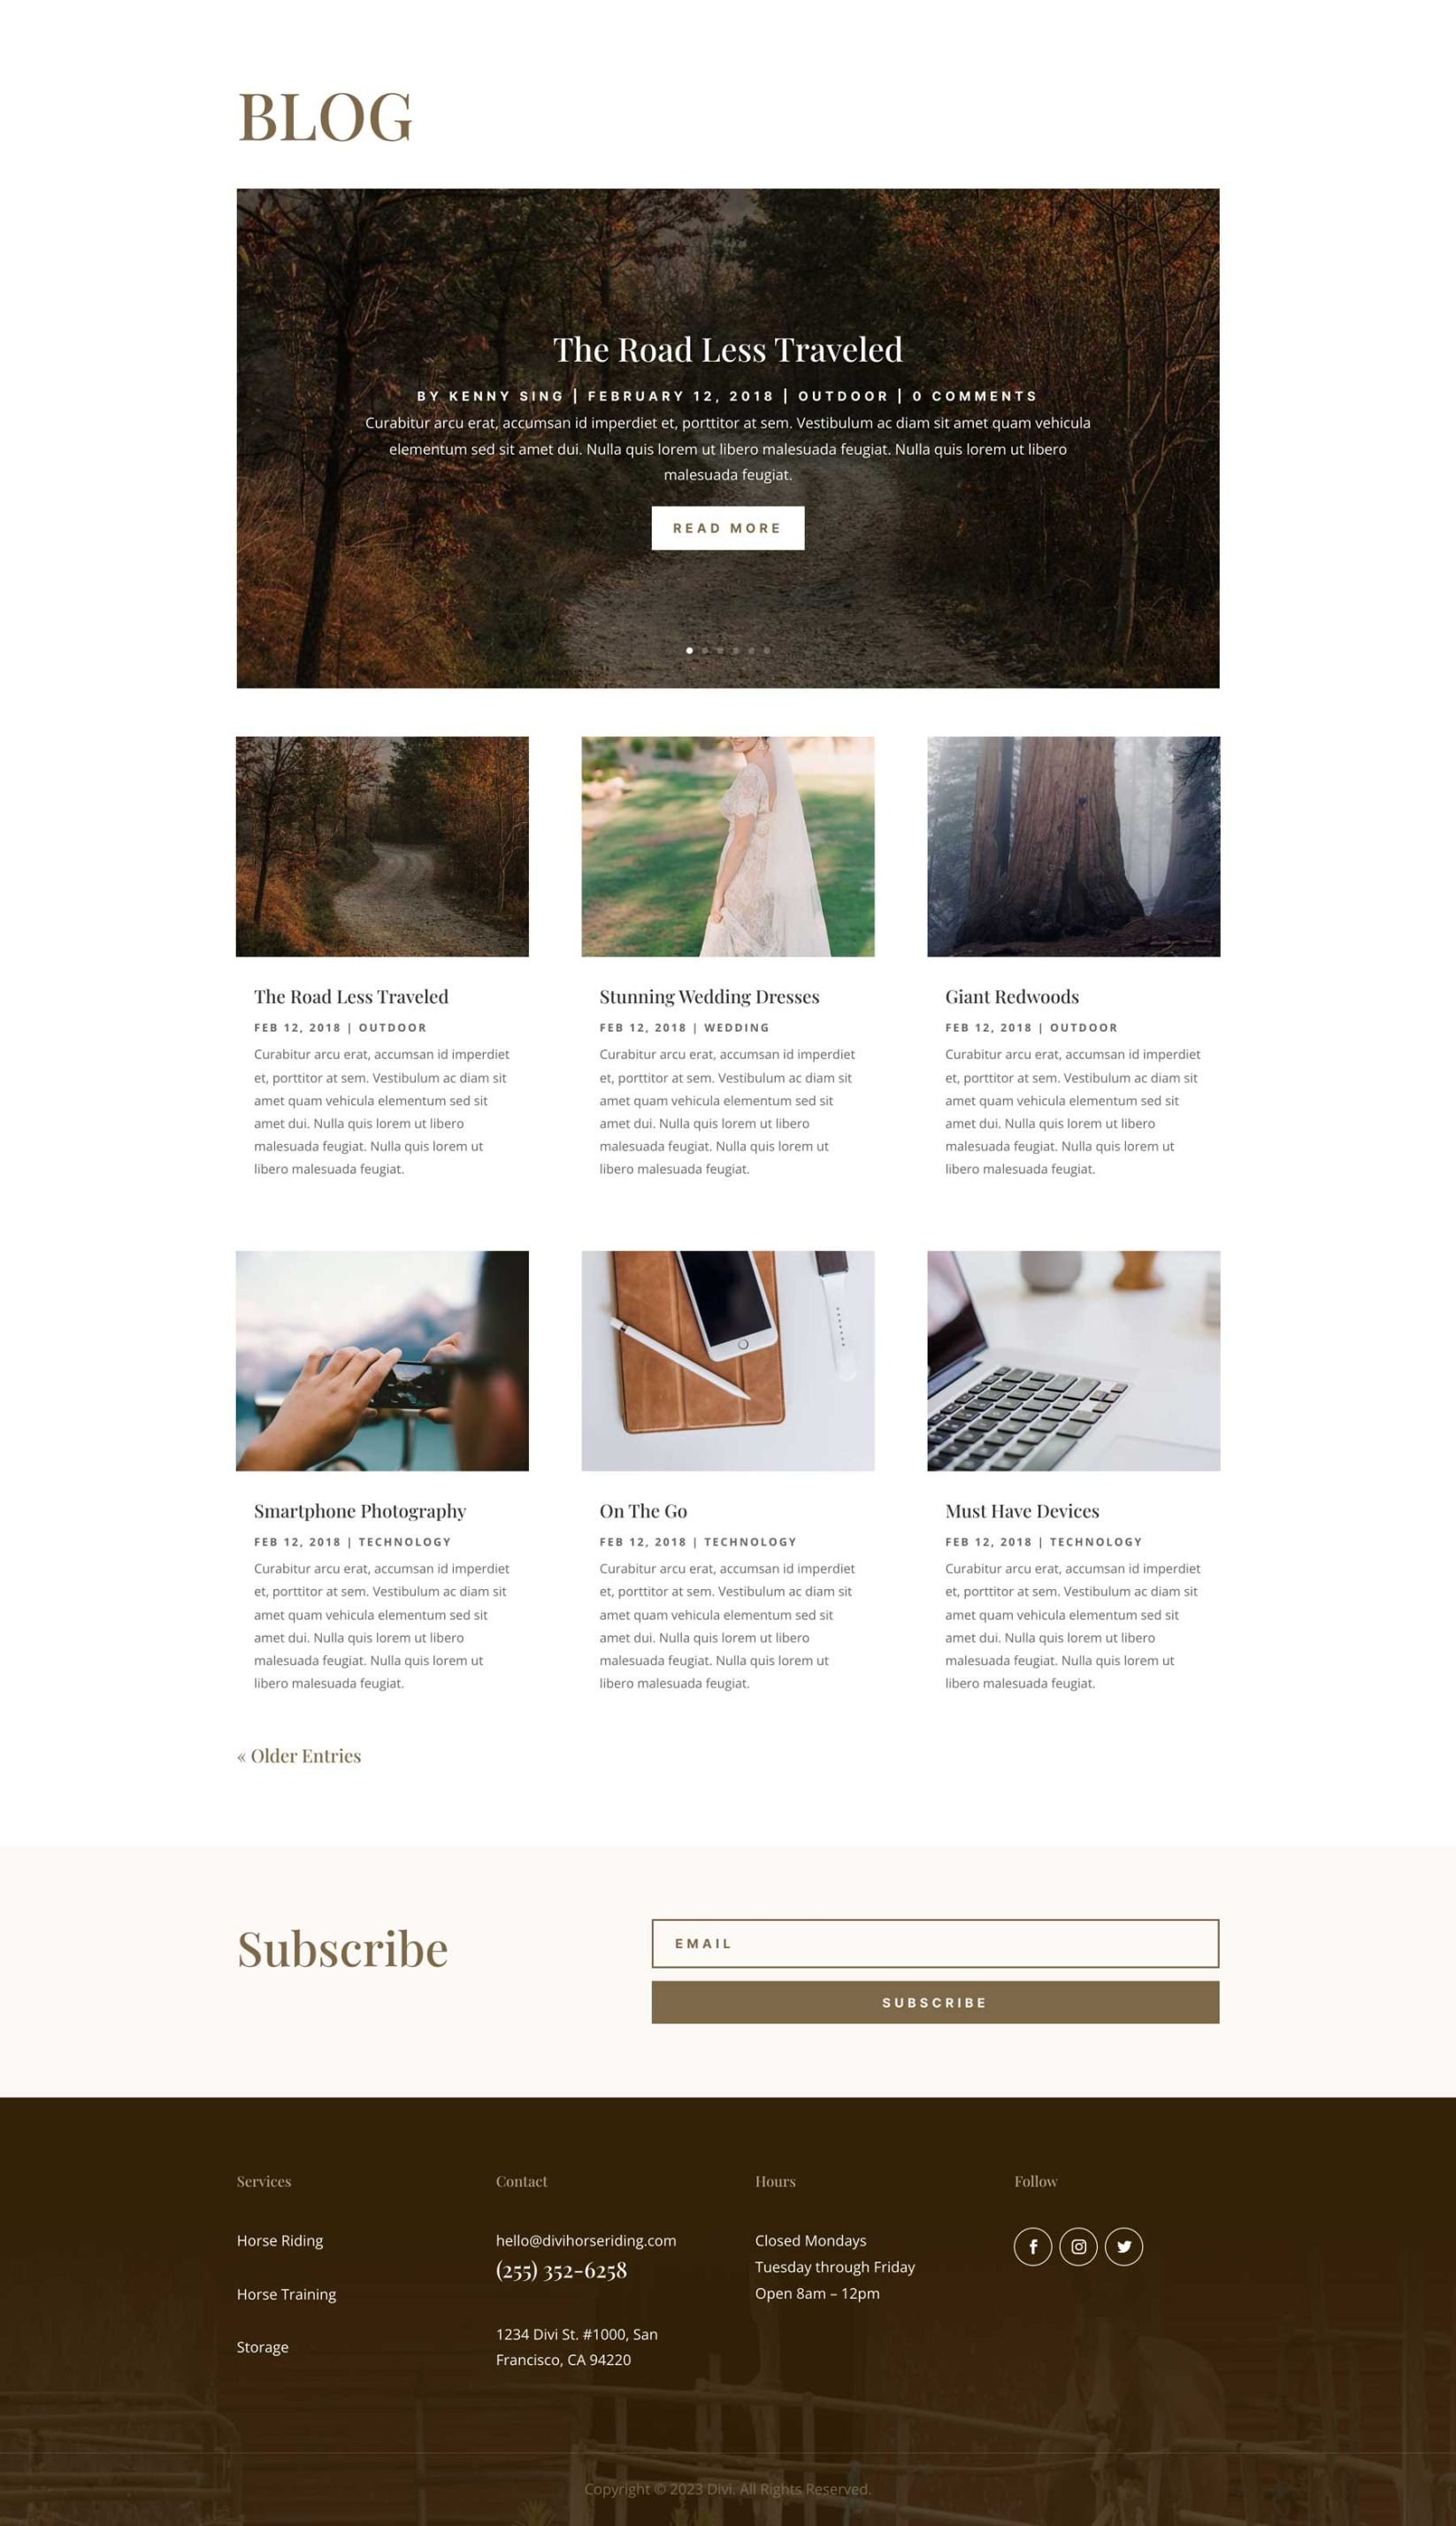 BLOG
The Road Less Traveled
BY KENNY SING | FEBRUARY 12, 2018 | OUTDOOR | 0 COMMENTS
Curabitur arcu erat, accumsan id imperdiet et, porttitor at sem. Vestibulum ac diam sit amet quam vehicula
elementum sed sit amet dui. Nulla quis lorem ut libero malesuada feugiat. Nulla quis lorem ut libero
malesuada feugiat.
READ MORE
The Road Less Traveled
FEB 12, 2018 | OUTDOOR
Curabitur arcu erat, accumsan id imperdiet
et, porttitor at sem. Vestibulum ac diam sit
amet quam vehicula elementum sed sit
amet dui. Nulla quis lorem ut libero
malesuada feugiat. Nulla quis lorem ut
libero malesuada feugiat.
Stunning Wedding Dresses
FEB 12, 2018 | WEDDING
Curabitur arcu erat, accumsan id imperdiet
et, porttitor at sem. Vestibulum ac diam sit
amet quam vehicula elementum sed sit
amet dui. Nulla quis lorem ut libero
malesuada feugiat. Nulla quis lorem ut
libero malesuada feugiat.
Giant Redwoods
FEB 12, 2018 | OUTDOOR
Curabitur arcu erat, accumsan id imperdiet
et, porttitor at sem. Vestibulum ac diam sit
amet quam vehicula elementum sed sit
amet dui. Nulla quis lorem ut libero
malesuada feugiat. Nulla quis lorem ut
libero malesuada feugiat.
Smartphone Photography
FEB 12, 2018 | TECHNOLOGY
Curabitur arcu erat, accumsan id imperdiet
et, porttitor at sem. Vestibulum ac diam sit
amet quam vehicula elementum sed sit
amet dui. Nulla quis lorem ut libero
malesuada feugiat. Nulla quis lorem ut
libero malesuada feugiat.
On The Go
FEB 12, 2018 | TECHNOLOGY
Curabitur arcu erat, accumsan id imperdiet
et, porttitor at sem. Vestibulum ac diam sit
amet quam vehicula elementum sed sit
amet dui. Nulla quis lorem ut libero
malesuada feugiat. Nulla quis lorem ut
libero malesuada feugiat.
Must Have Devices
FEB 12, 2018 | TECHNOLOGY
Curabitur arcu erat, accumsan id imperdiet
et, porttitor at sem. Vestibulum ac diam sit
amet quam vehicula elementum sed sit
amet dui. Nulla quis lorem ut libero
malesuada feugiat. Nulla quis lorem ut
libero malesuada feugiat.
« Older Entries
Subscribe
EMAIL
SUBSCRIBE
Services
Horse Riding
Horse Training
Storage
Contact
hello@divihorseriding.com
(255) 352-6258
1234 Divi St. #1000, San
Francisco, CA 94220
Hours
Closed Mondays
Tuesday through Friday
Open 8am – 12pm
Follow
Copyright © 2023 Divi. All Rights Reserved.